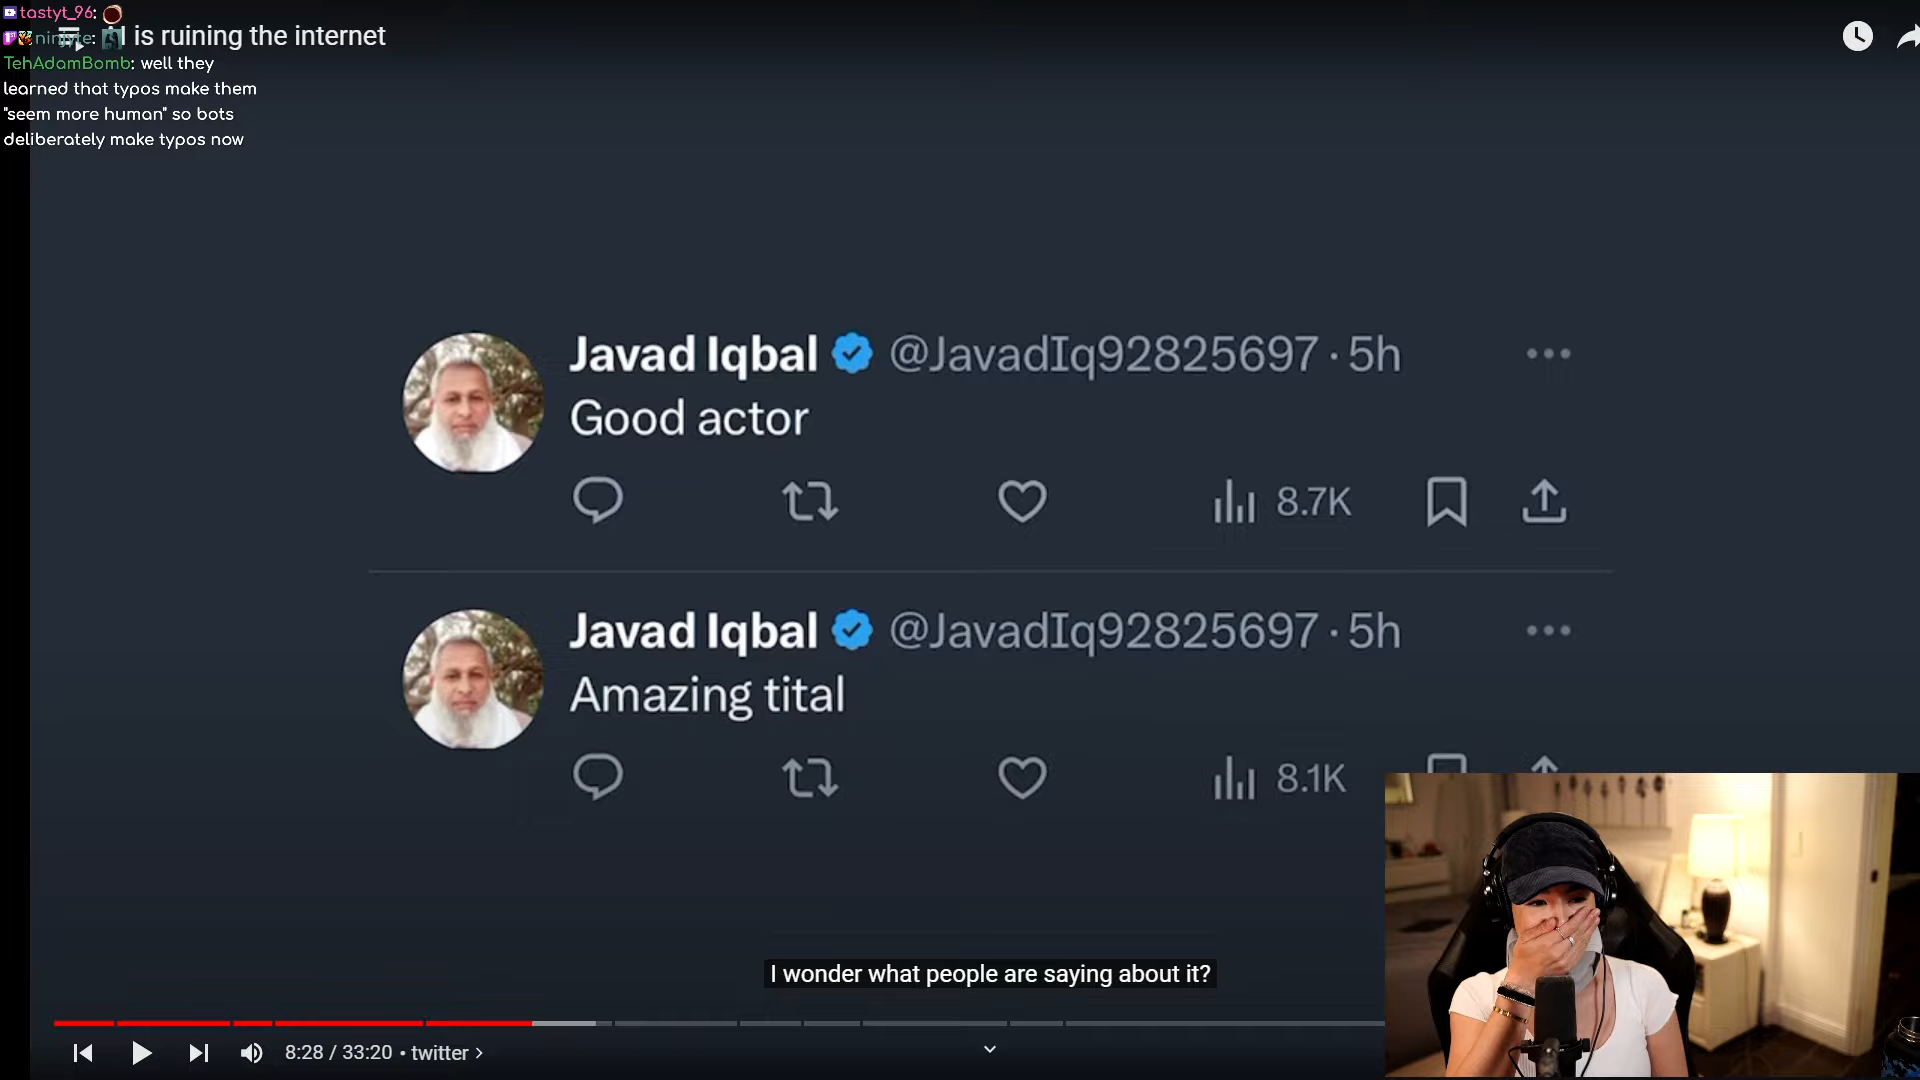 tastyt_96:
ninjyte:
I is ruining the internet
TehAdamBomb: well they
learned that typos make them
"seem more human" so bots
deliberately make typos now
Javad Iqbal @JavadIq92825697 · 5h
Good actor
8.7K
Javad Iqbal @JavadIq92825697 · 5h
Amazing tital
8.1K
I wonder what people are saying about it?
8:28 / 33:20 • twitter